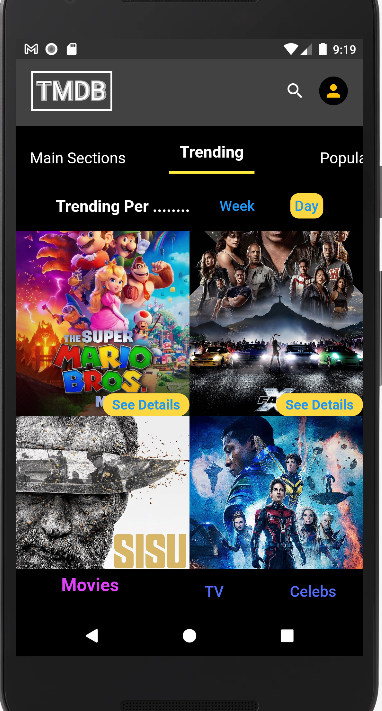 9:19
TMDB
Main Sections
Trending
Popula
Trending Per ........
Week
Day
THE SUPER
MARIO
BROS
M
See Details
X
See Details
SISU
Movies
TV
Celebs